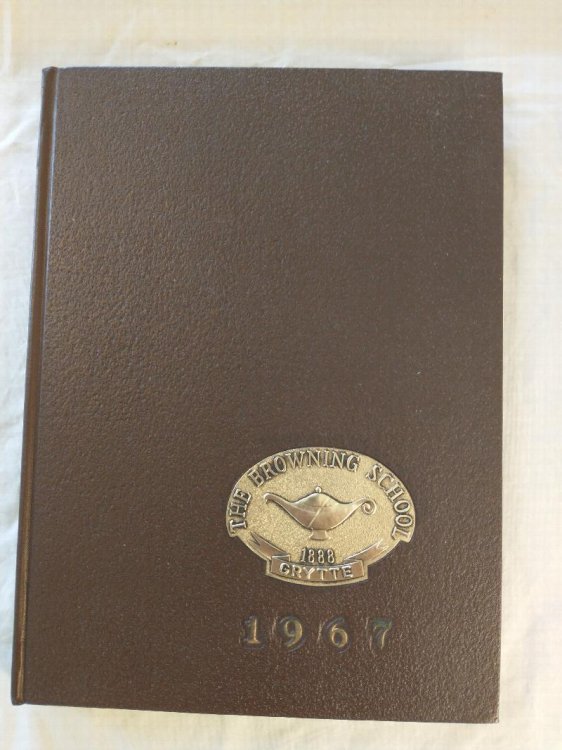 THE BROWNING SCHOOL
1888
GRYTTE
1967